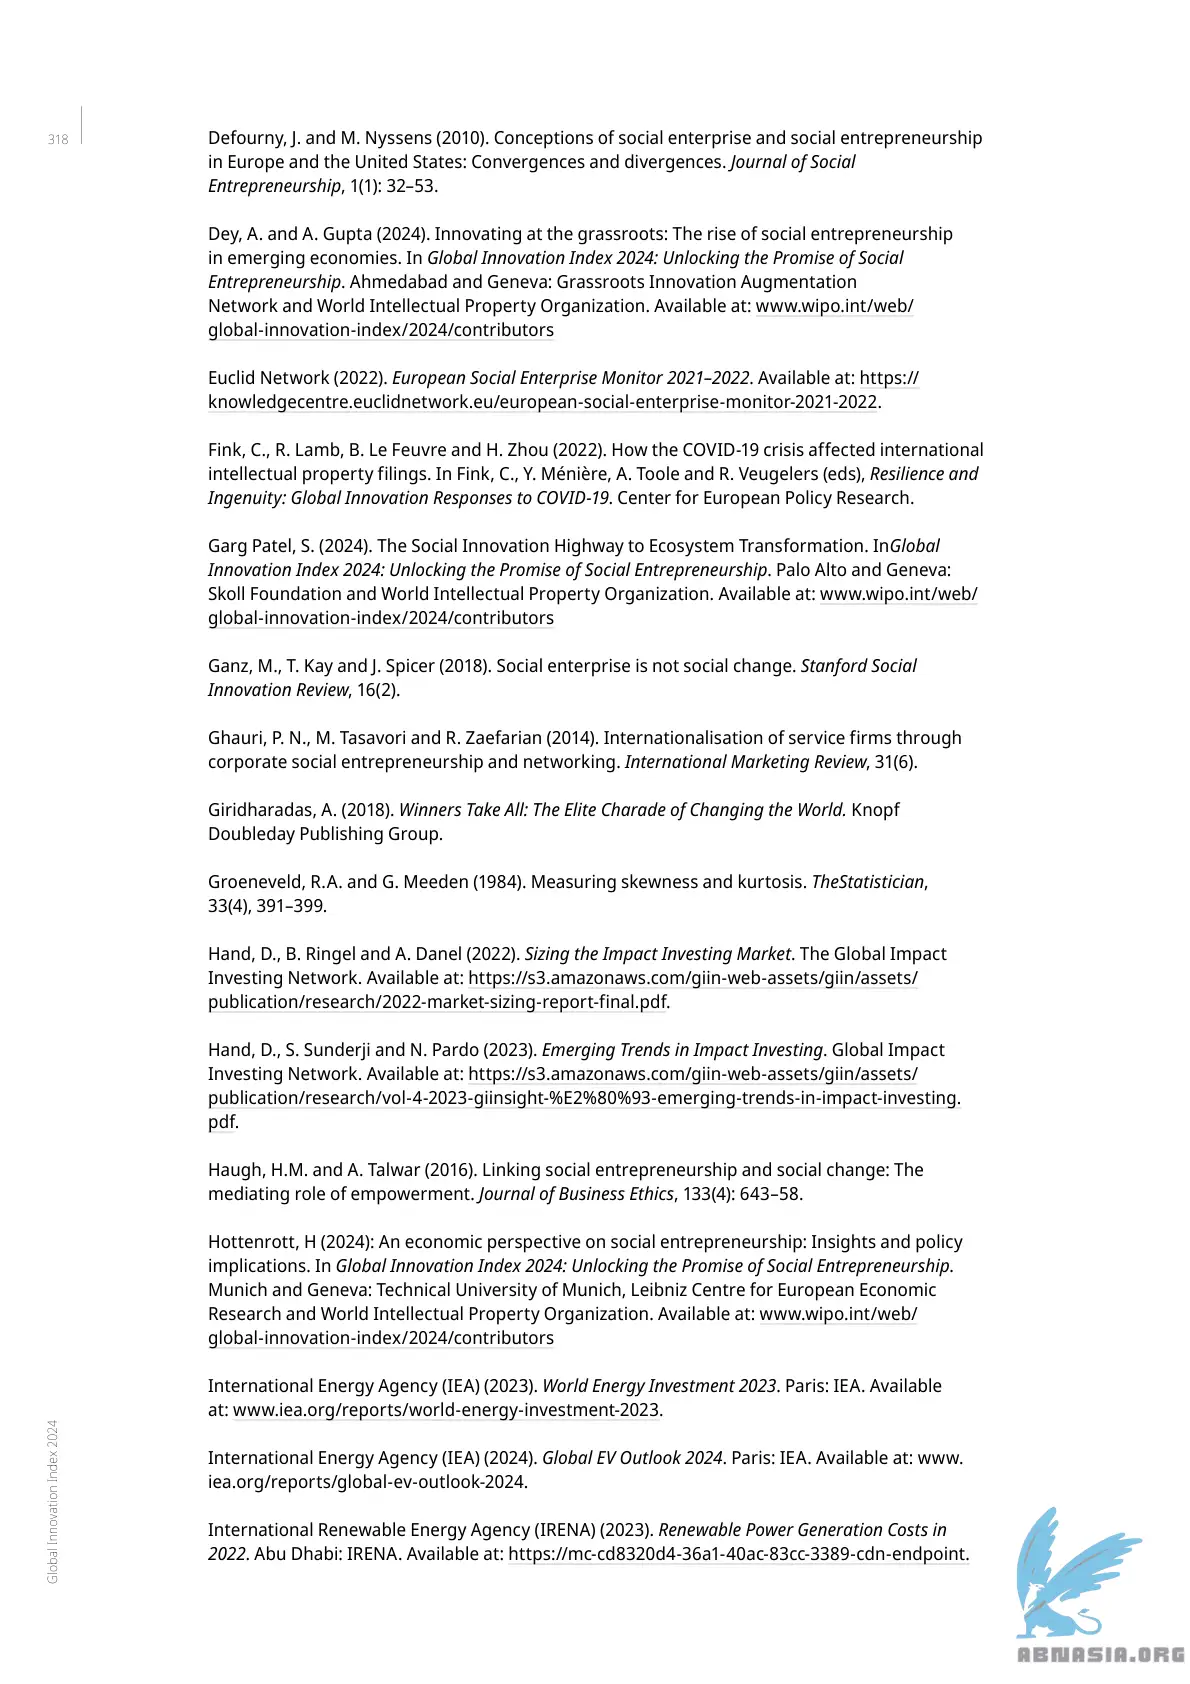 318
Defourny, J. and M. Nyssens (2010). Conceptions of social enterprise and social entrepreneurship
in Europe and the United States: Convergences and divergences. Journal of Social
Entrepreneurship, 1(1): 32–53.
Dey, A. and A. Gupta (2024). Innovating at the grassroots: The rise of social entrepreneurship
in emerging economies. In Global Innovation Index 2024: Unlocking the Promise of Social
Entrepreneurship. Ahmedabad and Geneva: Grassroots Innovation Augmentation
Network and World Intellectual Property Organization. Available at: www.wipo.int/web/
global-innovation-index/2024/contributors
Euclid Network (2022). European Social Enterprise Monitor 2021–2022. Available at: https://
knowledgecentre.euclidnetwork.eu/european-social-enterprise-monitor-2021-2022.
Fink, C., R. Lamb, B. Le Feuvre and H. Zhou (2022). How the COVID-19 crisis affected international
intellectual property filings. In Fink, C., Y. Ménière, A. Toole and R. Veugelers (eds), Resilience and
Ingenuity: Global Innovation Responses to COVID-19. Center for European Policy Research.
Garg Patel, S. (2024). The Social Innovation Highway to Ecosystem Transformation. InGlobal
Innovation Index 2024: Unlocking the Promise of Social Entrepreneurship. Palo Alto and Geneva:
Skoll Foundation and World Intellectual Property Organization. Available at: www.wipo.int/web/
global-innovation-index/2024/contributors
Ganz, M., T. Kay and J. Spicer (2018). Social enterprise is not social change. Stanford Social
Innovation Review, 16(2).
Ghauri, P. N., M. Tasavori and R. Zaefarian (2014). Internationalisation of service firms through
corporate social entrepreneurship and networking. International Marketing Review, 31(6).
Giridharadas, A. (2018). Winners Take All: The Elite Charade of Changing the World. Knopf
Doubleday Publishing Group.
Groeneveld, R.A. and G. Meeden (1984). Measuring skewness and kurtosis. TheStatistician,
33(4), 391–399.
Hand, D., B. Ringel and A. Danel (2022). Sizing the Impact Investing Market. The Global Impact
Investing Network. Available at: https://s3.amazonaws.com/giin-web-assets/giin/assets/
publication/research/2022-market-sizing-report-final.pdf.
Hand, D., S. Sunderji and N. Pardo (2023). Emerging Trends in Impact Investing. Global Impact
Investing Network. Available at: https://s3.amazonaws.com/giin-web-assets/giin/assets/
publication/research/vol-4-2023-giinsight-%E2%80%93-emerging-trends-in-impact-investing.
pdf.
Haugh, H.M. and A. Talwar (2016). Linking social entrepreneurship and social change: The
mediating role of empowerment. Journal of Business Ethics, 133(4): 643–58.
Hottenrott, H (2024): An economic perspective on social entrepreneurship: Insights and policy
implications. In Global Innovation Index 2024: Unlocking the Promise of Social Entrepreneurship.
Munich and Geneva: Technical University of Munich, Leibniz Centre for European Economic
Research and World Intellectual Property Organization. Available at: www.wipo.int/web/
global-innovation-index/2024/contributors
International Energy Agency (IEA) (2023). World Energy Investment 2023. Paris: IEA. Available
at: www.iea.org/reports/world-energy-investment-2023.
International Energy Agency (IEA) (2024). Global EV Outlook 2024. Paris: IEA. Available at: www.
iea.org/reports/global-ev-outlook-2024.
International Renewable Energy Agency (IRENA) (2023). Renewable Power Generation Costs in
2022. Abu Dhabi: IRENA. Available at: https://mc-cd8320d4-36a1-40ac-83cc-3389-cdn-endpoint.
Global Innovation Index 2024
ABNASIA.ORG